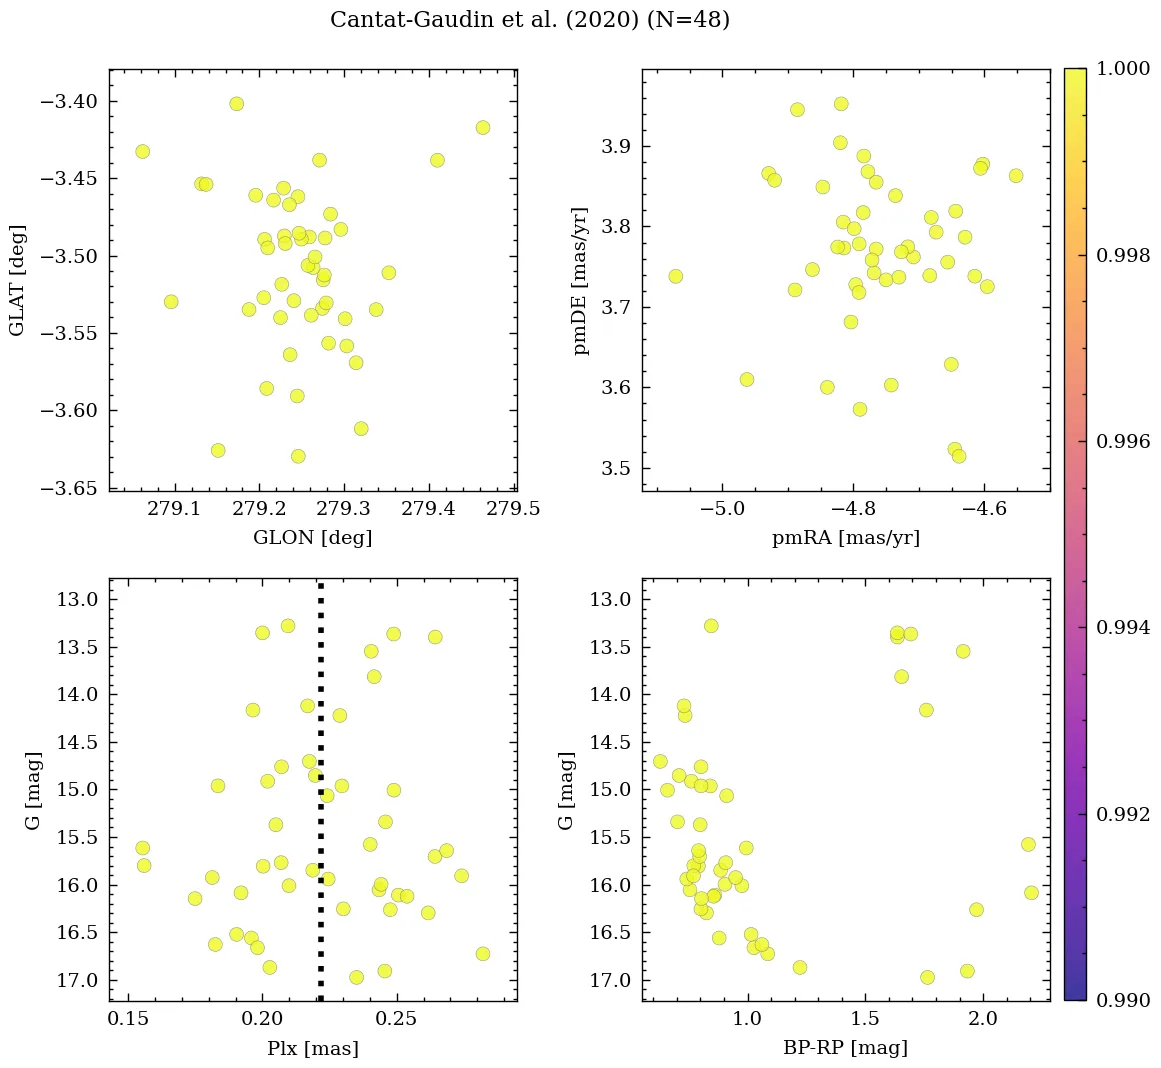 Cantat-Gaudin et al. (2020) (N=48)
−3.40
−3.45
−3.50
−3.55
−3.60
−3.65
GLAT [deg]
279.1 279.2 279.3 279.4 279.5
GLON [deg]
3.9
3.8
3.7
3.6
3.5
pmDE [mas/yr]
−5.0 −4.8 −4.6
pmRA [mas/yr]
13.0
13.5
14.0
14.5
15.0
15.5
16.0
16.5
17.0
G [mag]
0.15 0.20 0.25
Plx [mas]
13.0
13.5
14.0
14.5
15.0
15.5
16.0
16.5
17.0
G [mag]
1.0 1.5 2.0
BP-RP [mag]
1.000
0.998
0.996
0.994
0.992
0.990